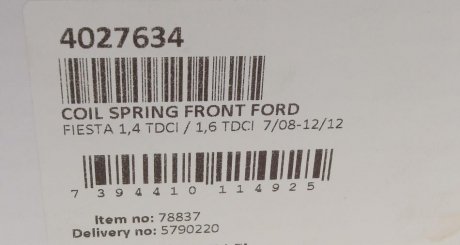 4027634
COIL SPRING FRONT FORD
FIESTA 1,4 TDCI / 1,6 TDCI 7/08-12/12
7 394410 114925
Item no: 78837
Delivery no: 5790220